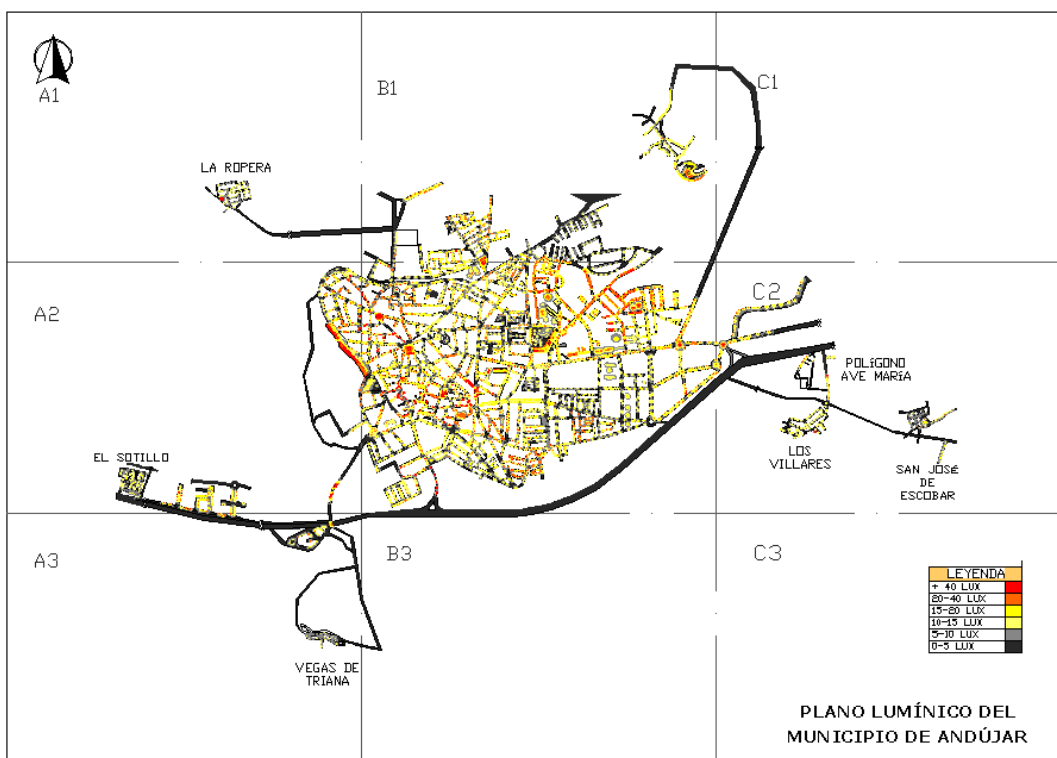 A1
B1
C1
LA ROPERA
A2
C2
POLÍGONO
AVE MARÍA
EL SOTILLO
LOS
VILLARES
SAN JOSÉ
DE
ESCOBAR
A3
B3
C3
LEYENDA
+ 40 LUX
20-40 LUX
15-20 LUX
10-15 LUX
5-10 LUX
0-5 LUX
VEGAS DE
TRIANA
PLANO LUMÍNICO DEL
MUNICIPIO DE ANDÚJAR